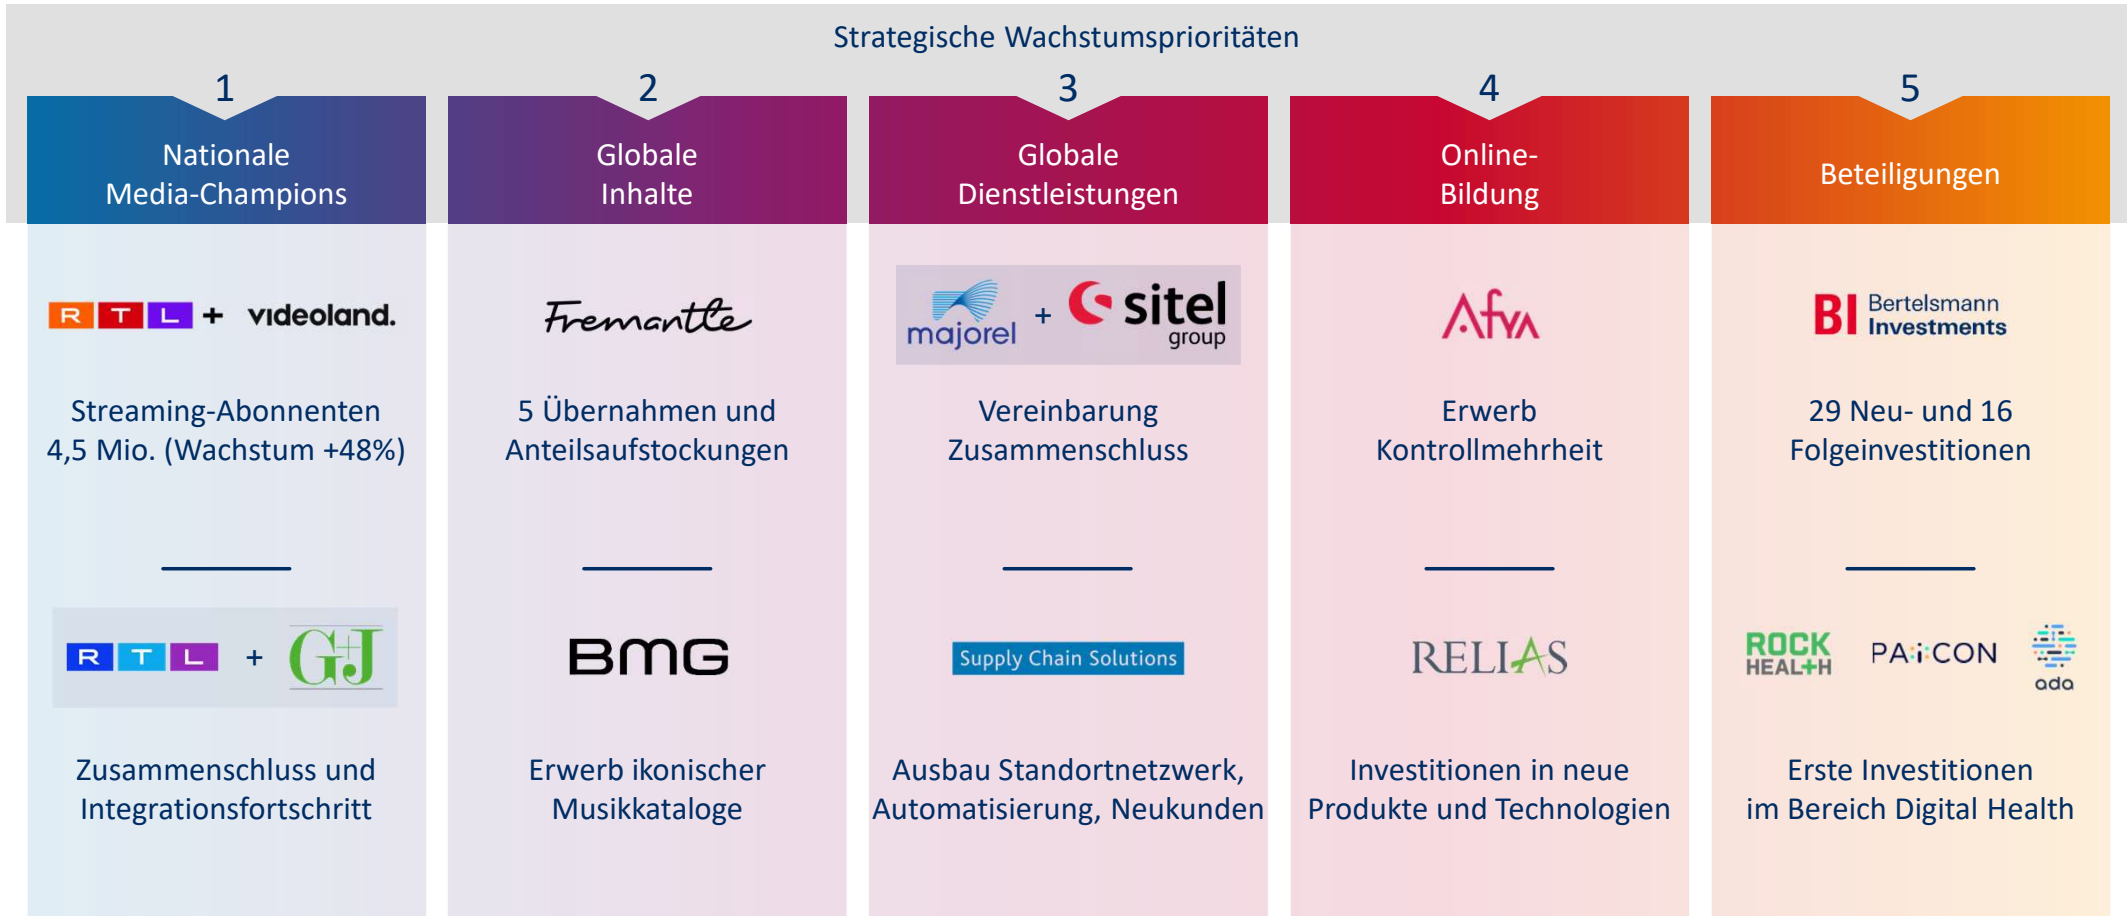 Strategische Wachstumsprioritäten
1
Nationale
Media-Champions
RTL + videoland.
Streaming-Abonnenten
4,5 Mio. (Wachstum +48%)
RTL + G+J
Zusammenschluss und
Integrationsfortschritt
2
Globale
Inhalte
Fremantle
5 Übernahmen und
Anteilsaufstockungen
BMG
Erwerb ikonischer
Musikkataloge
3
Globale
Dienstleistungen
majorel + sitel
group
Vereinbarung
Zusammenschluss
Supply Chain Solutions
Ausbau Standortnetzwerk,
Automatisierung, Neukunden
4
Online-
Bildung
Afya
Erwerb
Kontrollmehrheit
RELIAS
Investitionen in neue
Produkte und Technologien
5
Beteiligungen
BI Bertelsmann
Investments
29 Neu- und 16
Folgeinvestitionen
ROCK
HEAL+H
PAiCON
ada
Erste Investitionen
im Bereich Digital Health